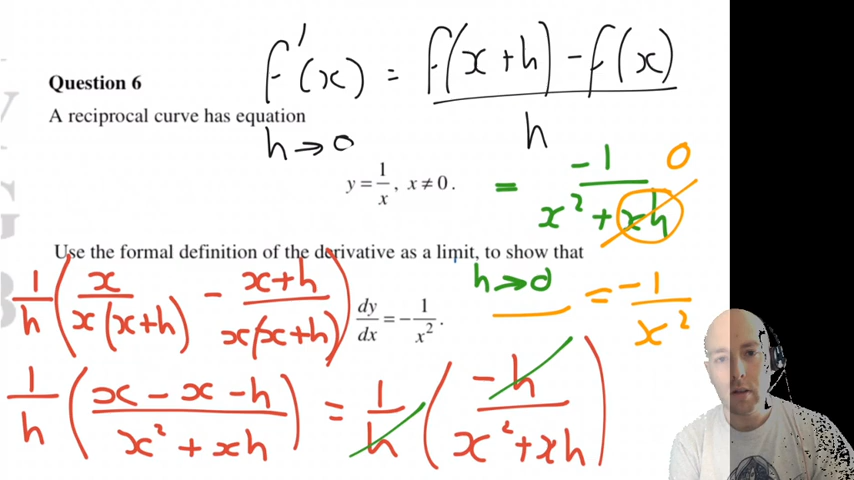 f'(x) = f(x+h) - f(x) / h
h → 0
Question 6
A reciprocal curve has equation
y = 1/x , x ≠ 0 .
= -1 / x² + xh 0
Use the formal definition of the derivative as a limit, to show that
h → 0 = -1/x²
dy/dx = - 1/x² .
1/h ( x / x(x+h) - x+h / x(x+h) )
1/h ( x - x - h / x² + xh ) = 1/h ( -h / x² + xh )